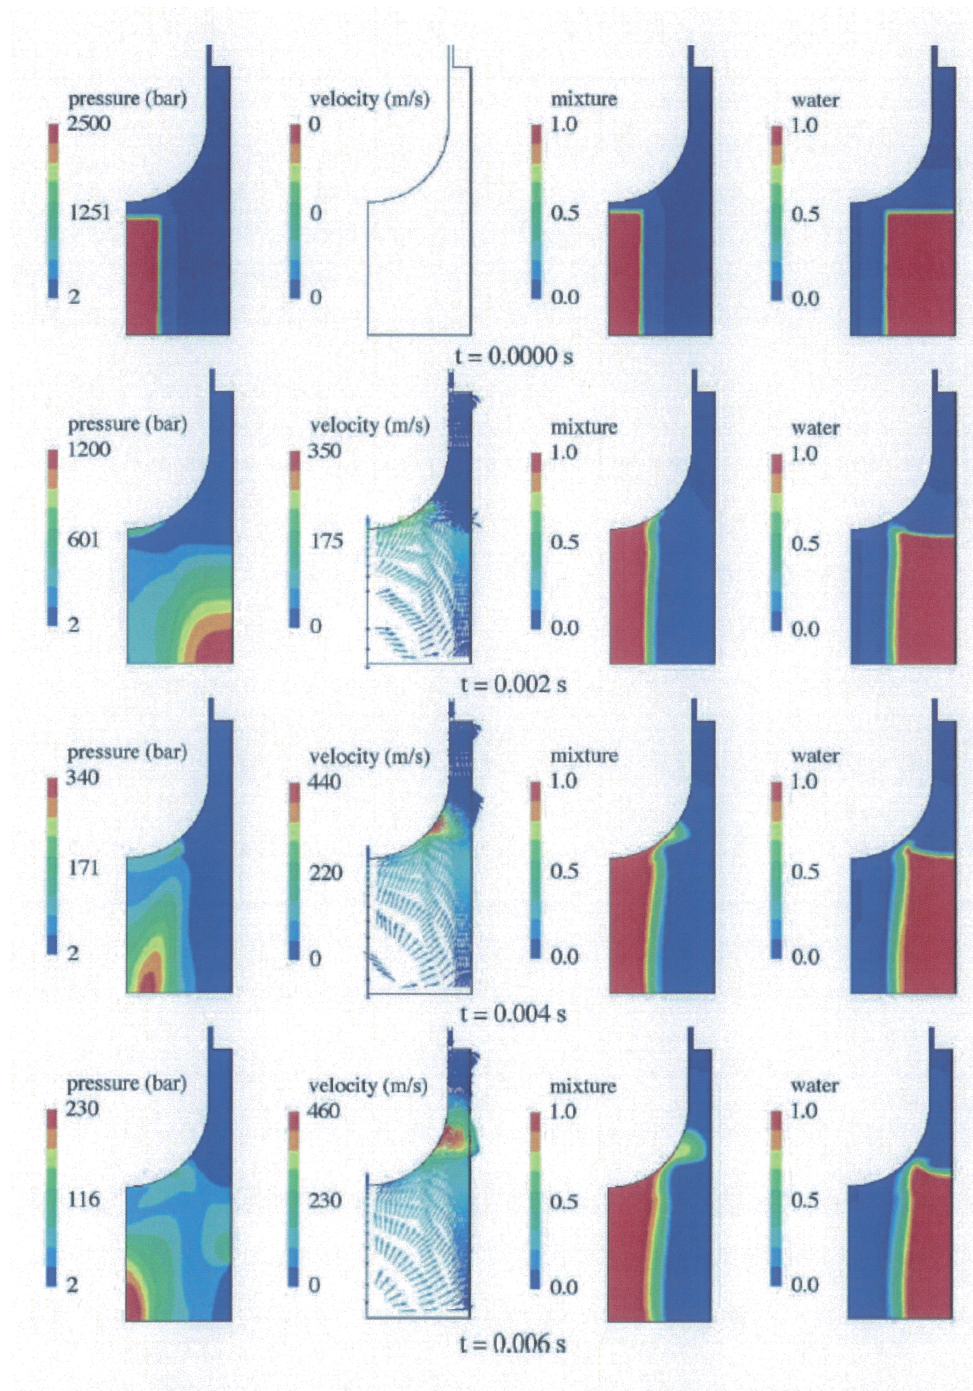 pressure (bar) velocity (m/s) mixture water
2500 0 1.0 1.0
1251 0 0.5 0.5
2 0 0.0 0.0
t = 0.0000 s
pressure (bar) velocity (m/s) mixture water
1200 350 1.0 1.0
601 175 0.5 0.5
2 0 0.0 0.0
t = 0.002 s
pressure (bar) velocity (m/s) mixture water
340 440 1.0 1.0
171 220 0.5 0.5
2 0 0.0 0.0
t = 0.004 s
pressure (bar) velocity (m/s) mixture water
230 460 1.0 1.0
116 230 0.5 0.5
2 0 0.0 0.0
t = 0.006 s